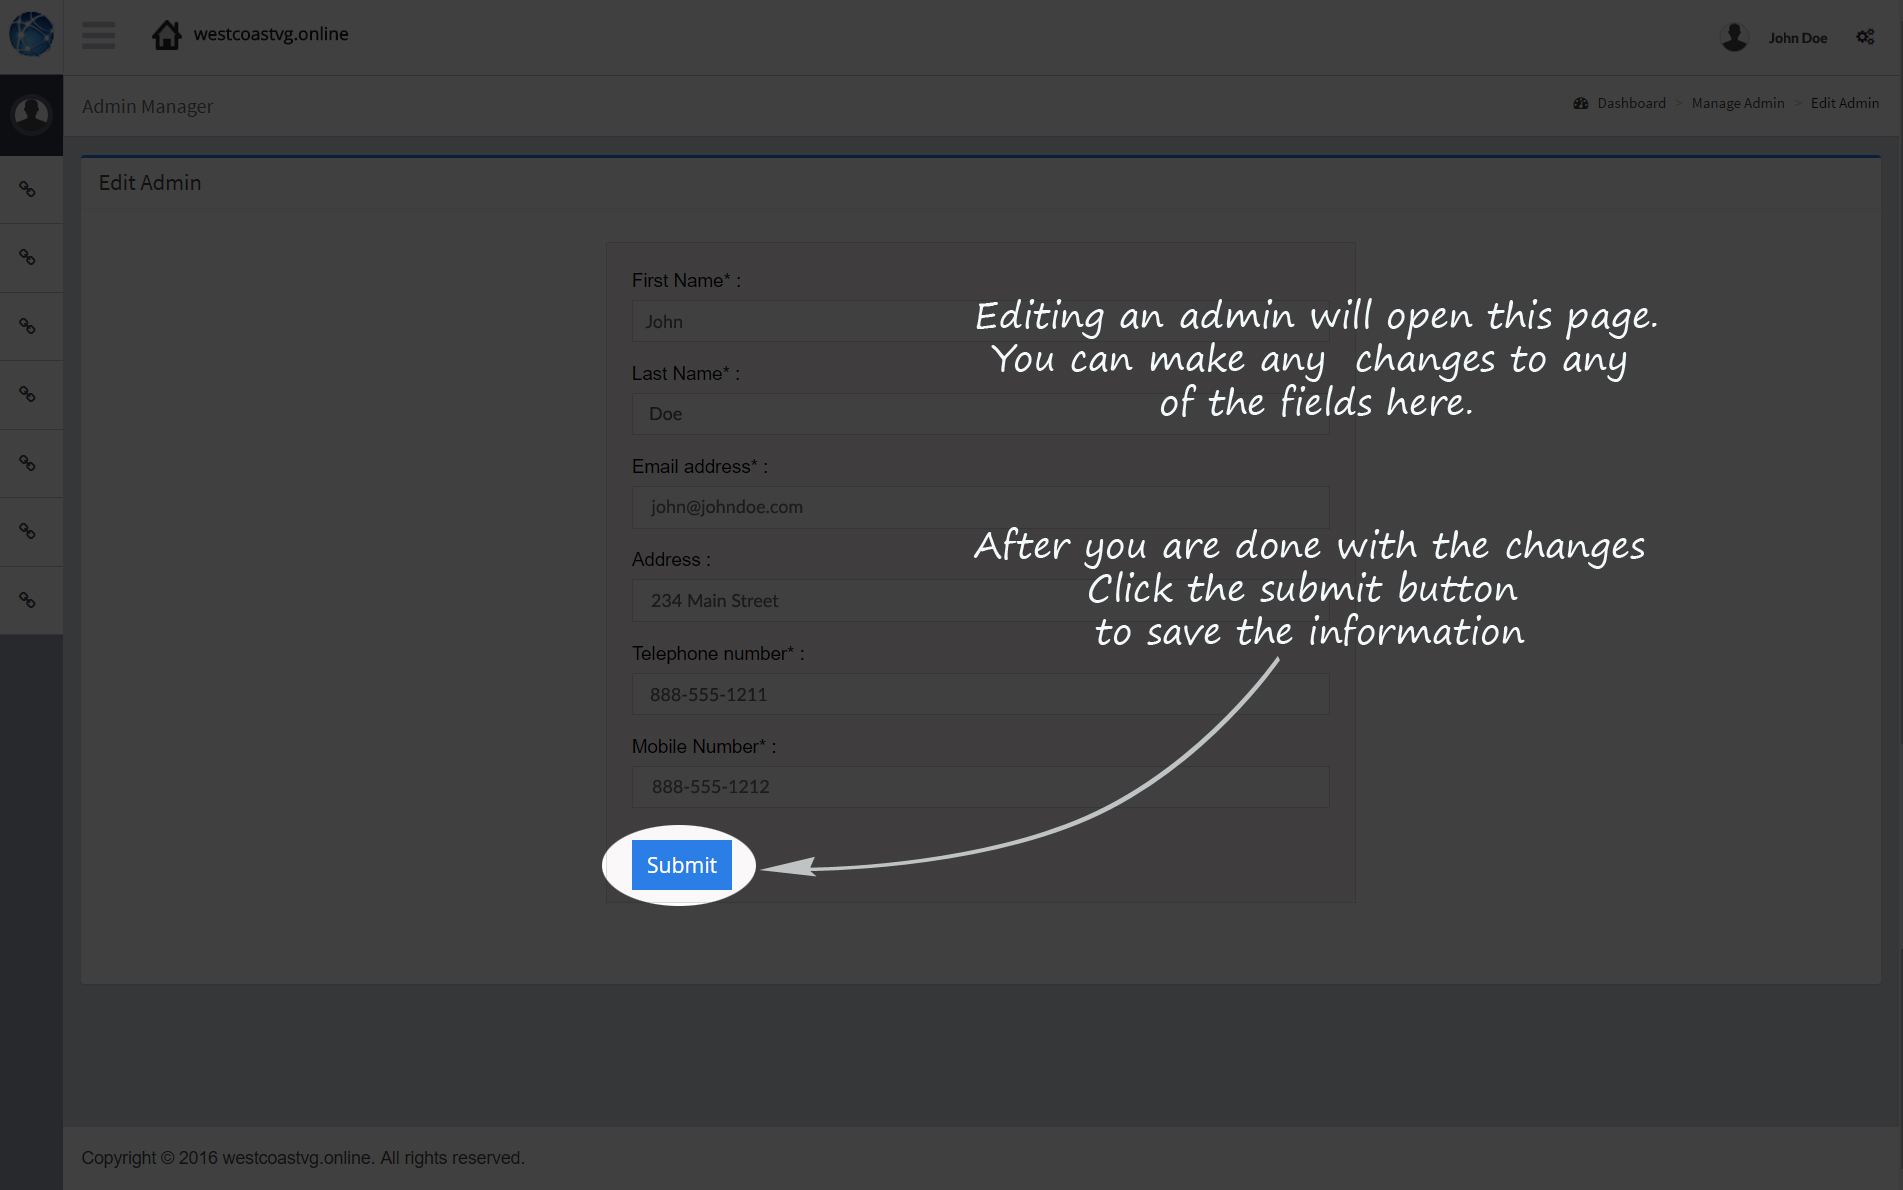 westcoastvg.online
John Doe
Admin Manager
Dashboard > Manage Admin > Edit Admin
Edit Admin
First Name* :
John
Editing an admin will open this page.
You can make any changes to any
of the fields here.
Last Name* :
Doe
Email address* :
john@johndoe.com
After you are done with the changes
Click the submit button
to save the information
Address :
234 Main Street
Telephone number* :
888-555-1211
Mobile Number* :
888-555-1212
Submit
Copyright © 2016 westcoastvg.online. All rights reserved.